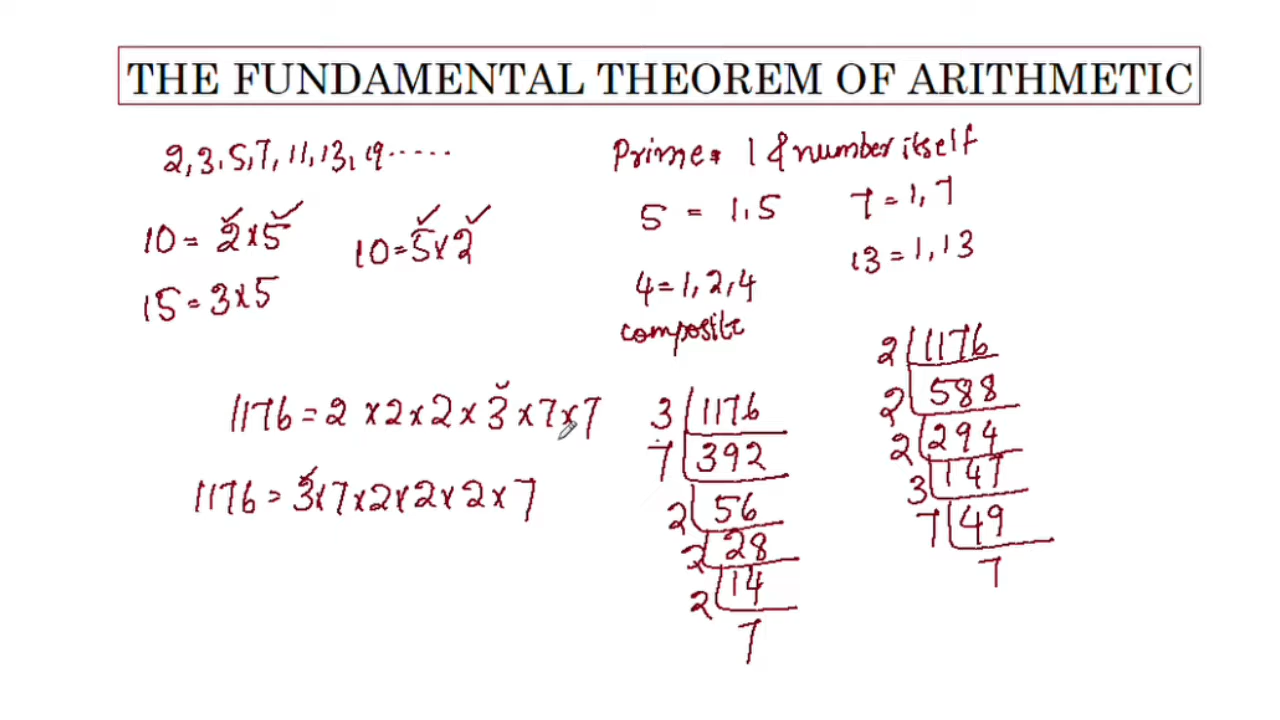 THE FUNDAMENTAL THEOREM OF ARITHMETIC
2, 3, 5, 7, 11, 13, 19 .....
10 = 2 × 5
10 = 5 × 2
15 = 3 × 5
Prime = 1 & number itself
5 = 1, 5
7 = 1, 7
13 = 1, 13
4 = 1, 2, 4
composite
1176 = 2 × 2 × 2 × 3 × 7 × 7
1176 = 3 × 7 × 2 × 2 × 2 × 7
3 | 1176
7 | 392
2 | 56
2 | 28
2 | 14
7
2 | 1176
2 | 588
2 | 294
3 | 147
7 | 49
7